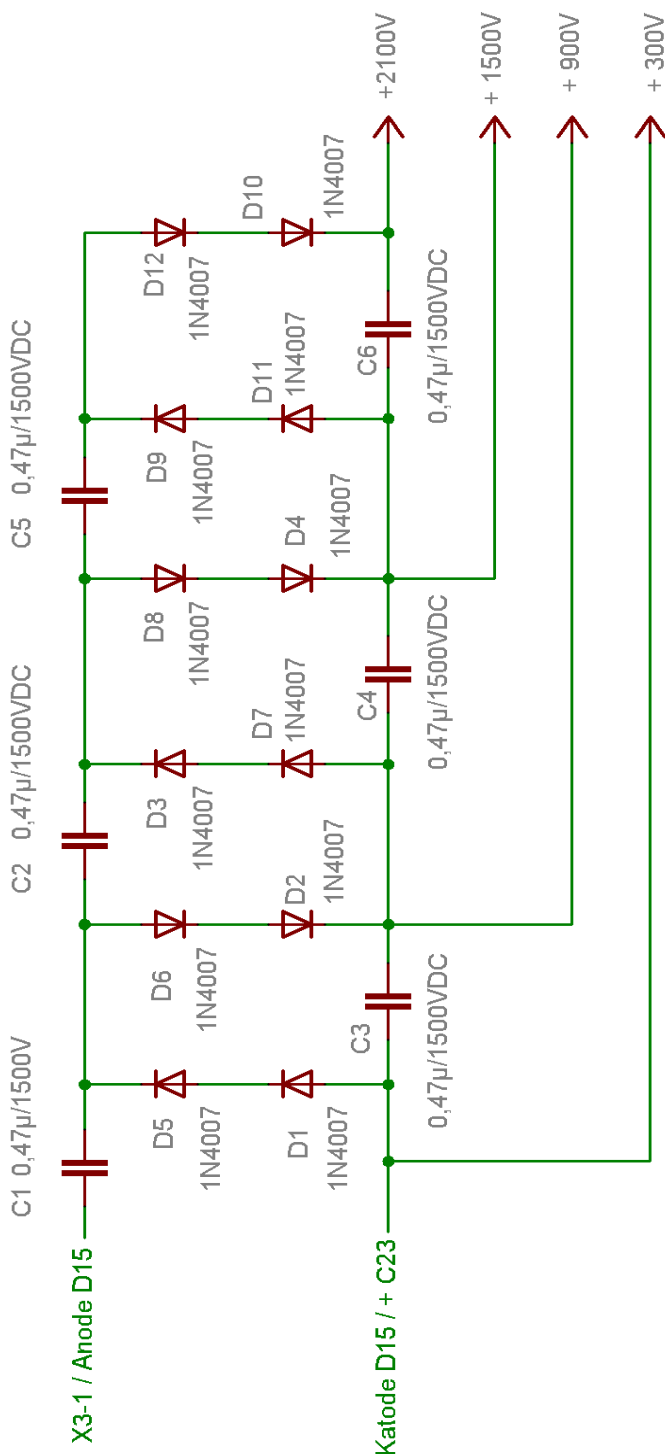 C1 0,47µ/1500V
C2 0,47µ/1500VDC
C5 0,47µ/1500VDC
X3-1 / Anode D15
D5
1N4007
D6
1N4007
D3
1N4007
D8
1N4007
D9
1N4007
D12
1N4007
D1
1N4007
D2
1N4007
D7
1N4007
D4
1N4007
D11
1N4007
D10
1N4007
Katode D15 / + C23
C3
0,47µ/1500VDC
C4
0,47µ/1500VDC
C6
0,47µ/1500VDC
+2100V
+ 1500V
+ 900V
+ 300V